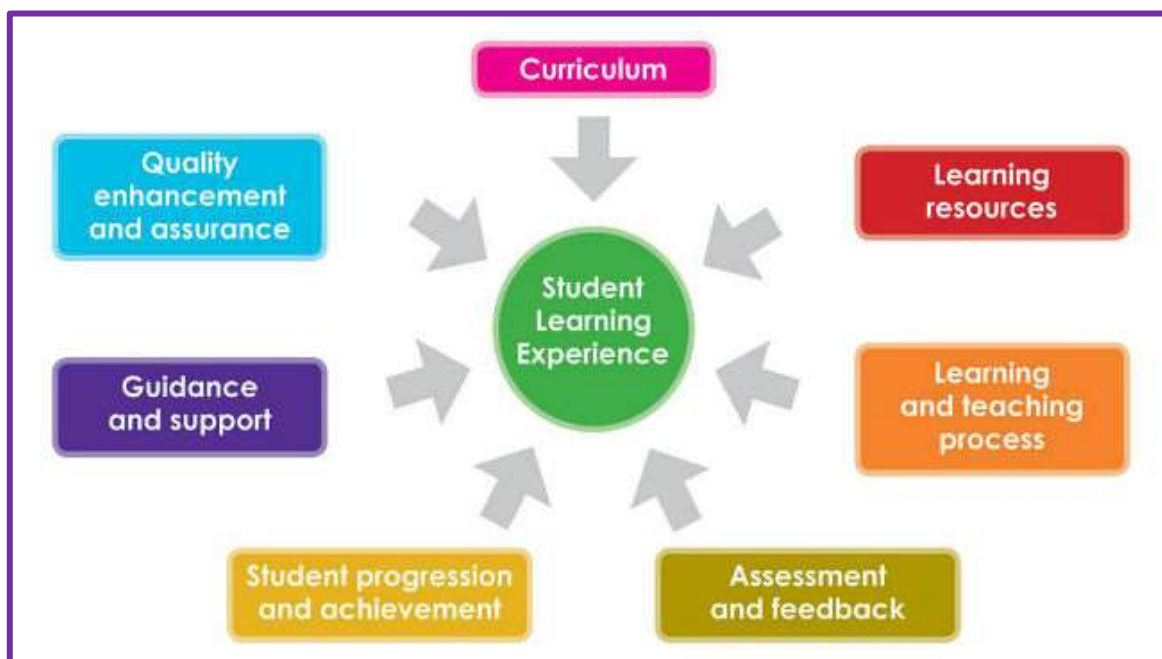 Curriculum
Quality
enhancement
and assurance
Learning
resources
Student
Learning
Experience
Guidance
and support
Learning
and teaching
process
Student progression
and achievement
Assessment
and feedback